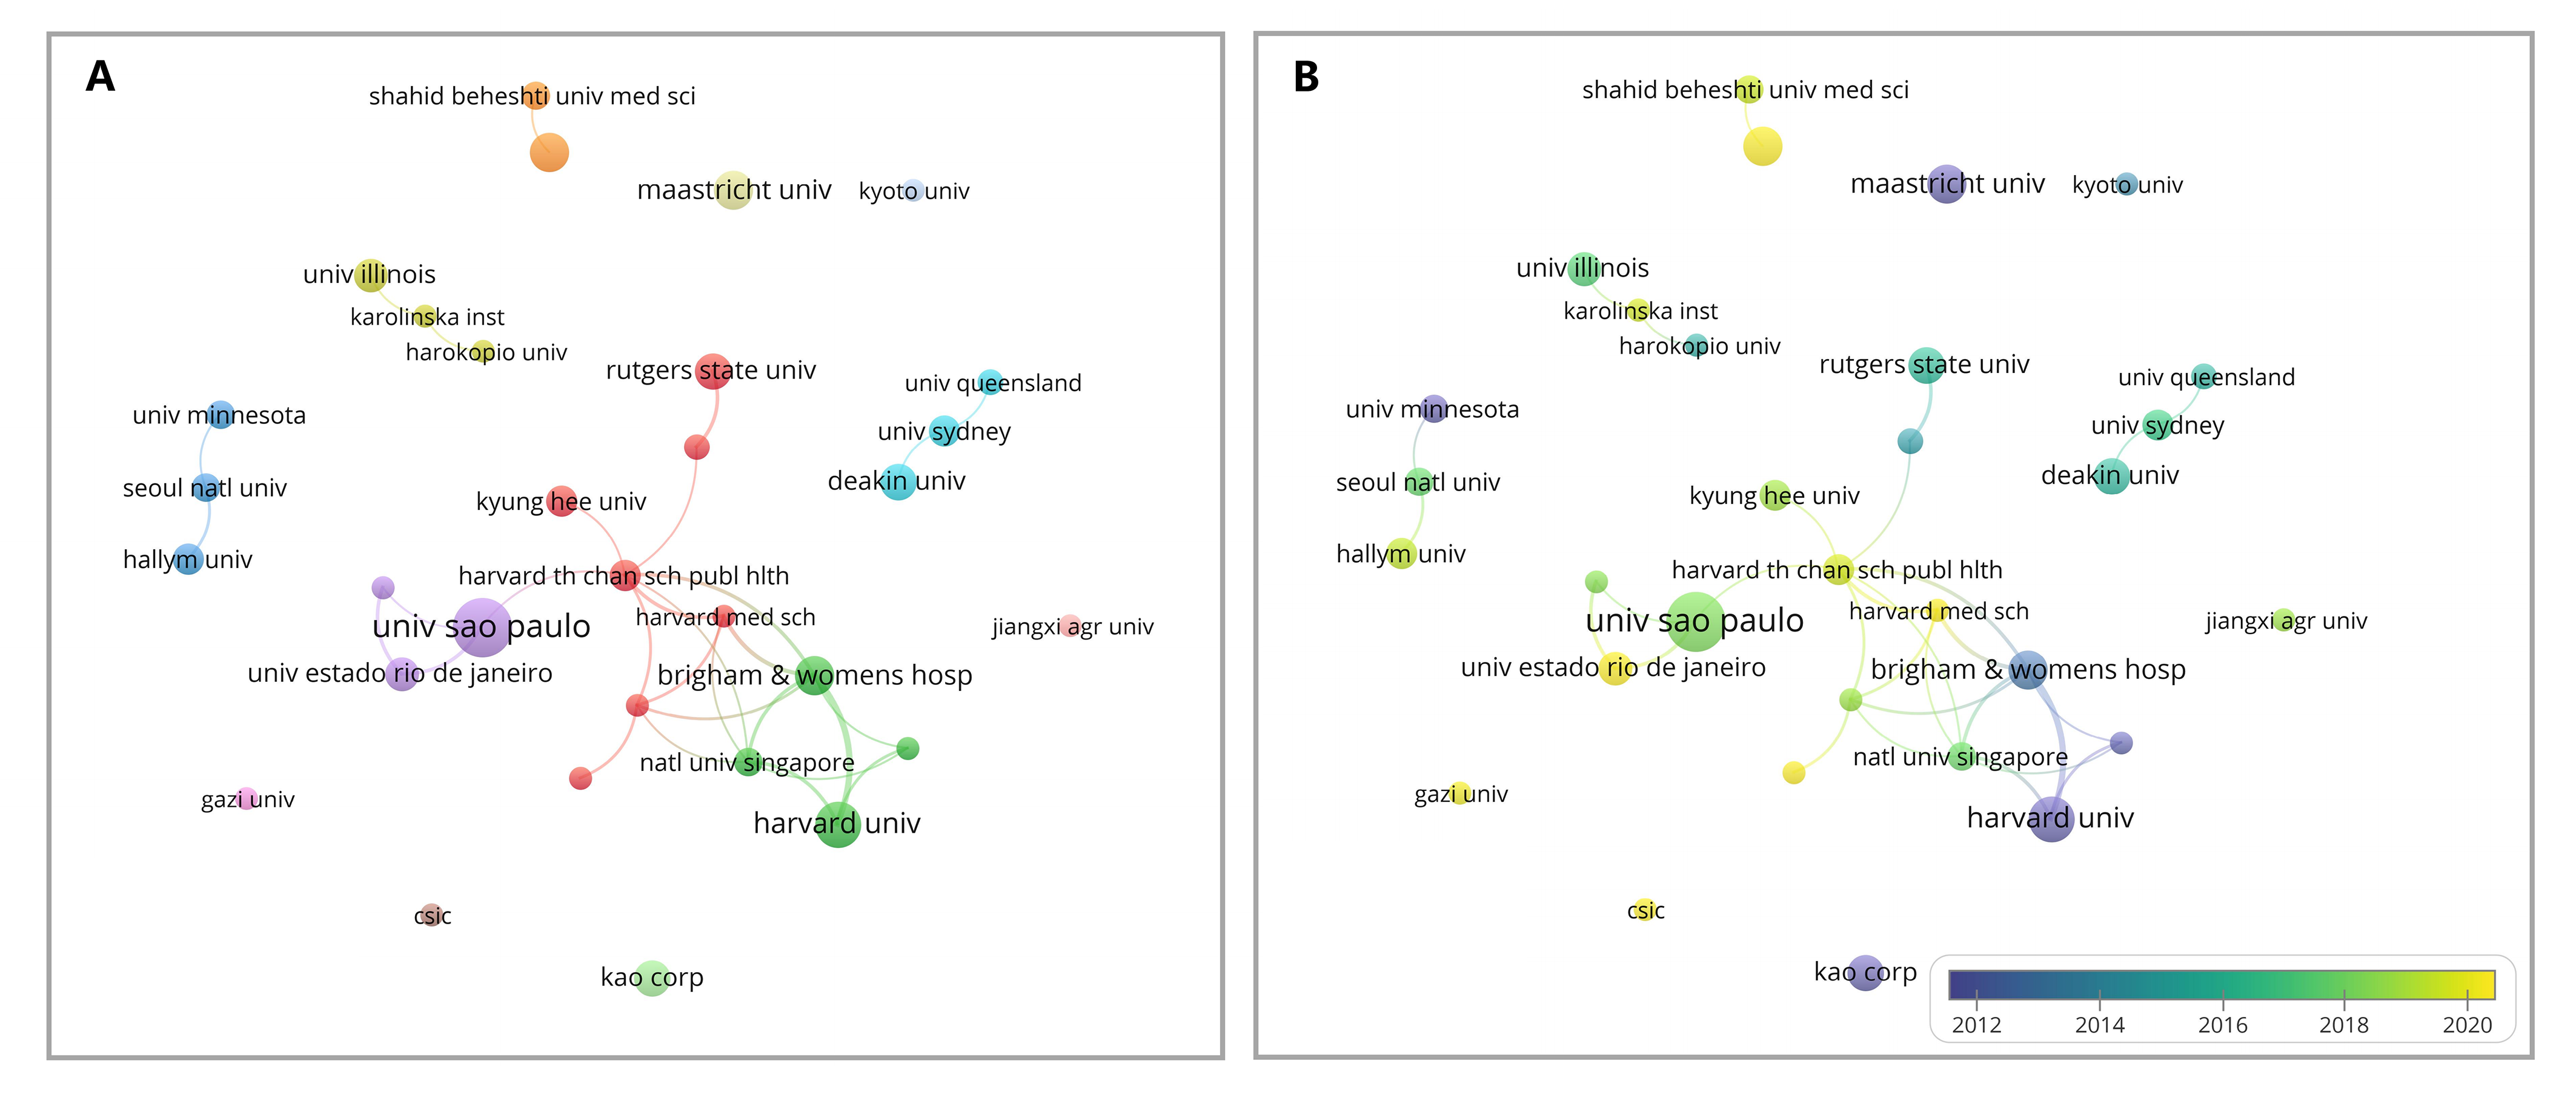 A
shahid beheshti univ med sci
maastricht univ
kyoto univ
univ illinois
karolinska inst
harokopio univ
rutgers state univ
univ queensland
univ minnesota
univ sydney
deakin univ
seoul natl univ
kyung hee univ
hallym univ
harvard th chan sch publ hlth
harvard med sch
univ sao paulo
jiangxi agr univ
univ estado rio de janeiro
brigham & womens hosp
natl univ singapore
gazi univ
harvard univ
csic
kao corp
B
shahid beheshti univ med sci
maastricht univ
kyoto univ
univ illinois
karolinska inst
harokopio univ
rutgers state univ
univ queensland
univ minnesota
univ sydney
deakin univ
seoul natl univ
kyung hee univ
hallym univ
harvard th chan sch publ hlth
harvard med sch
univ sao paulo
jiangxi agr univ
univ estado rio de janeiro
brigham & womens hosp
natl univ singapore
gazi univ
harvard univ
csic
kao corp
2012 2014 2016 2018 2020